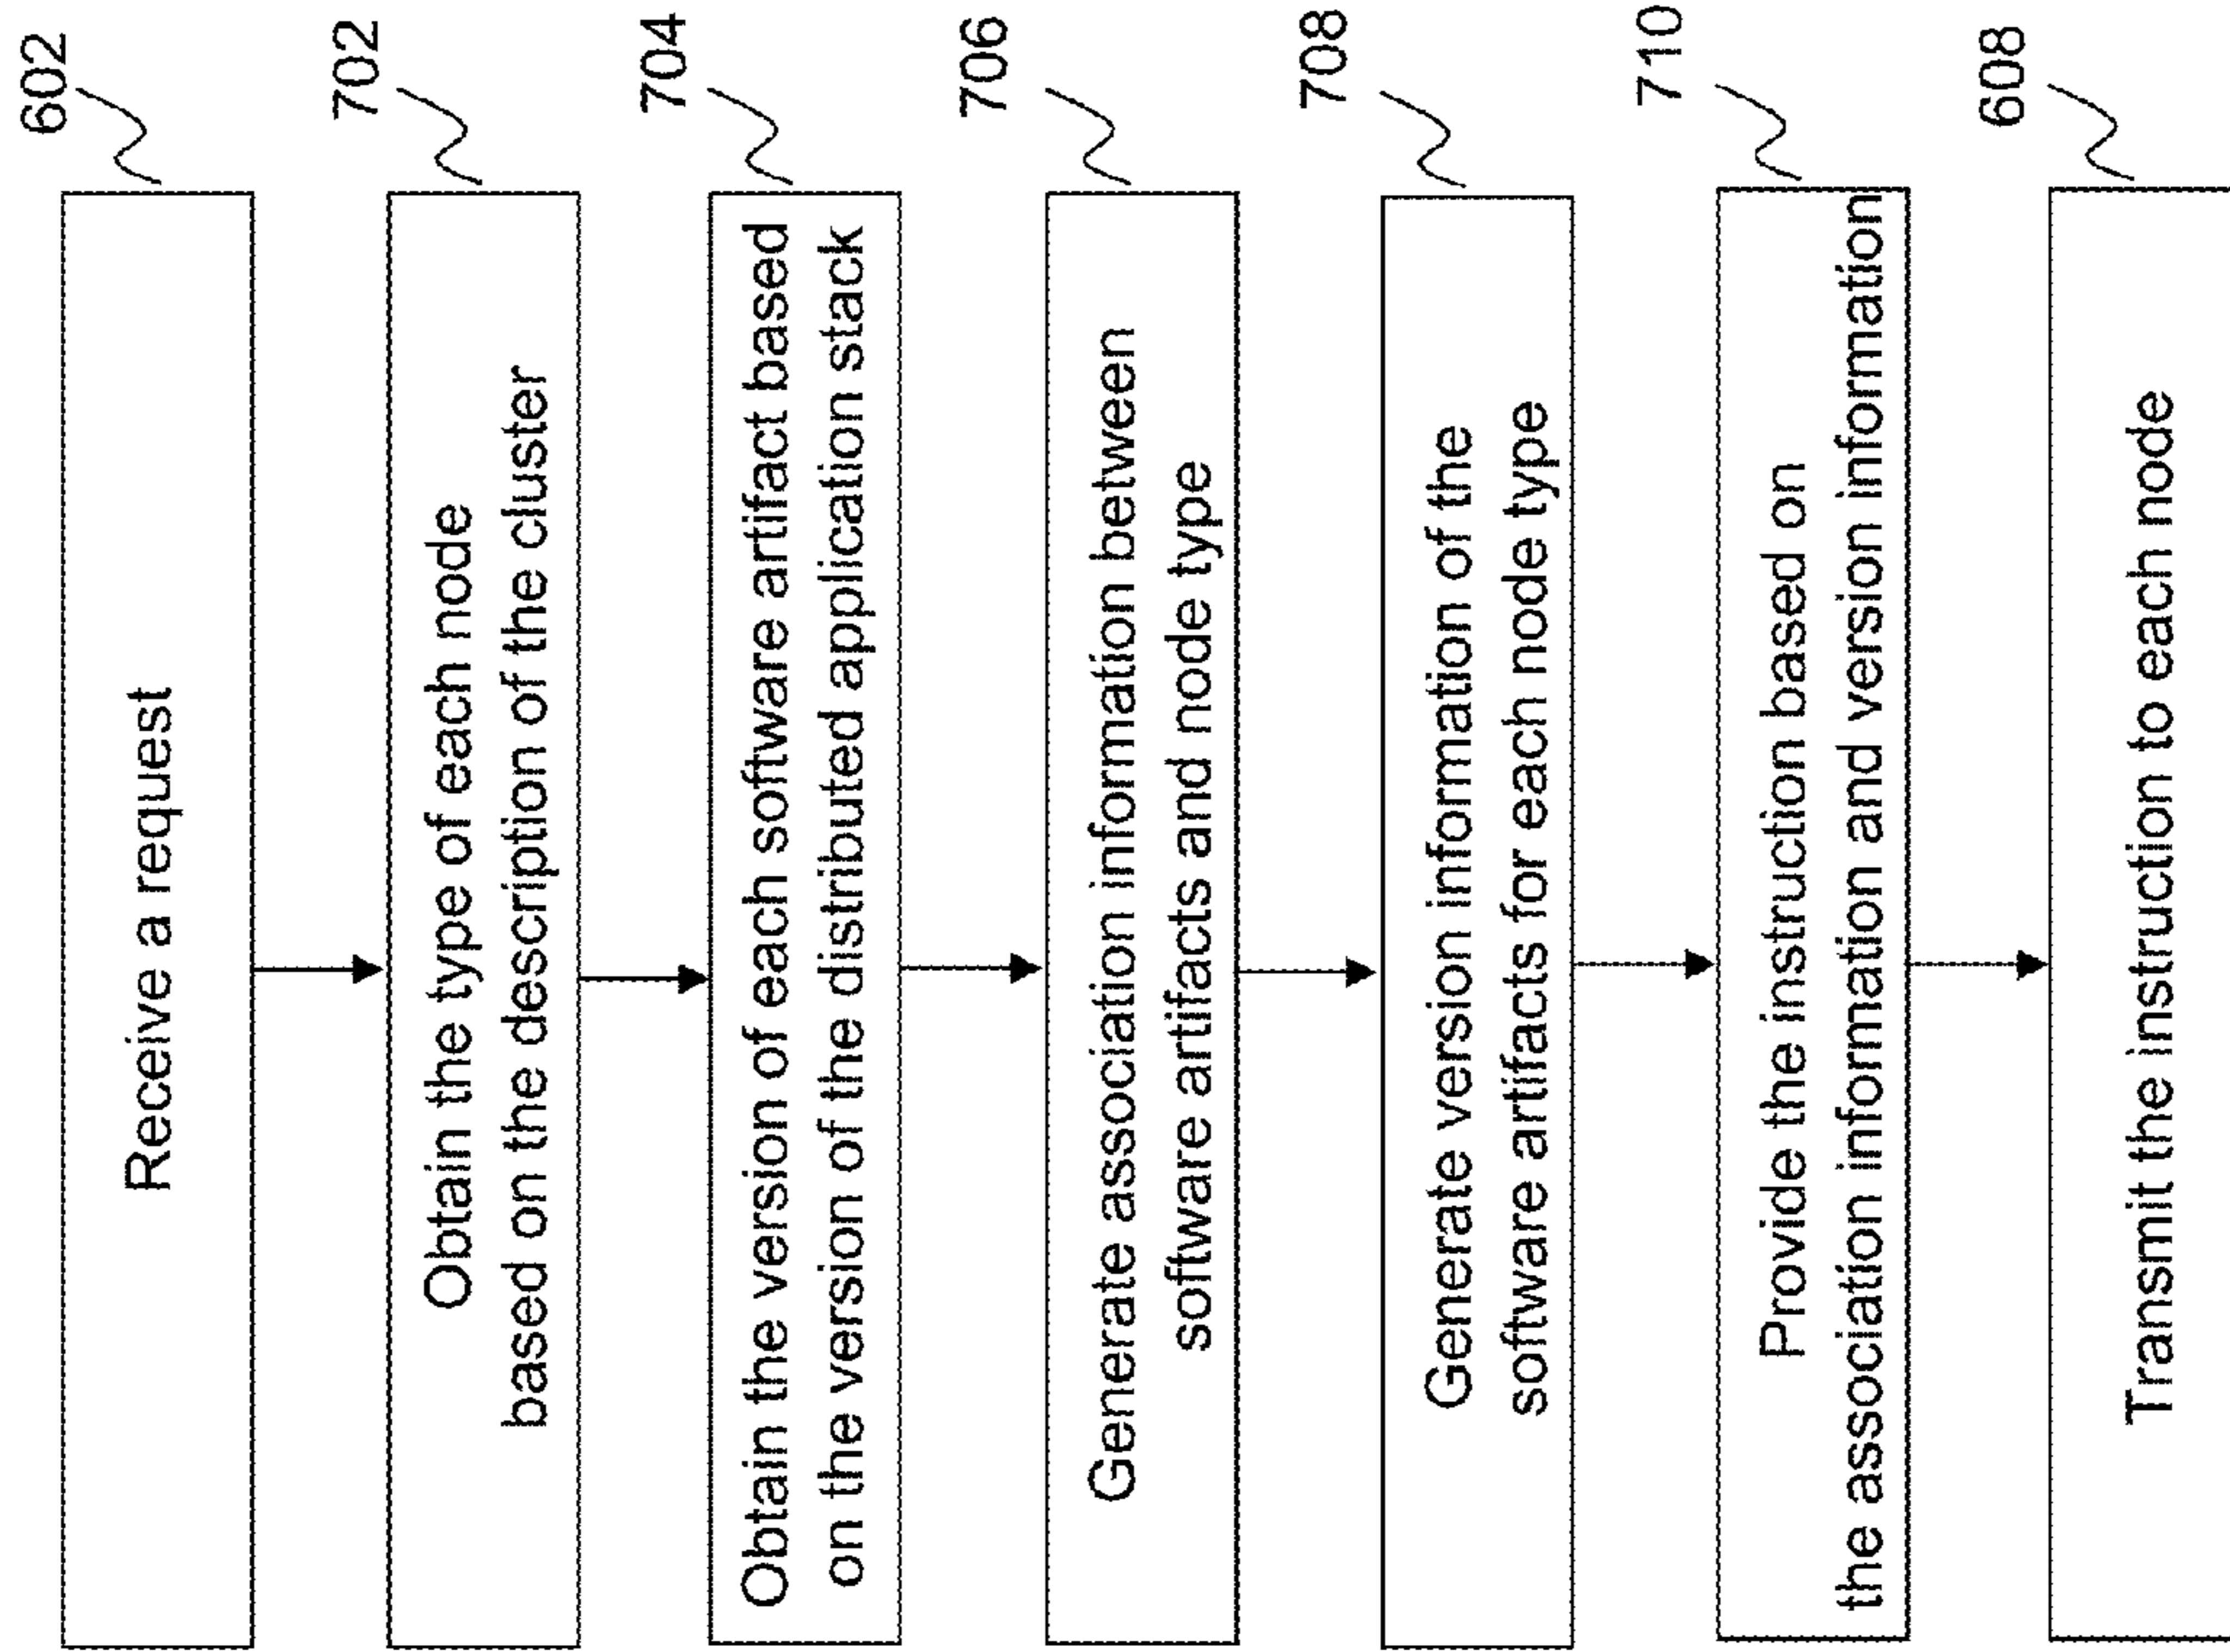 Receive a request
602
Obtain the type of each node
based on the description of the cluster
702
Obtain the version of each software artifact based
on the version of the distributed application stack
704
Generate association information between
software artifacts and node type
706
Generate version information of the
software artifacts for each node type
708
Provide the instruction based on
the association information and version information
710
Transmit the instruction to each node
608